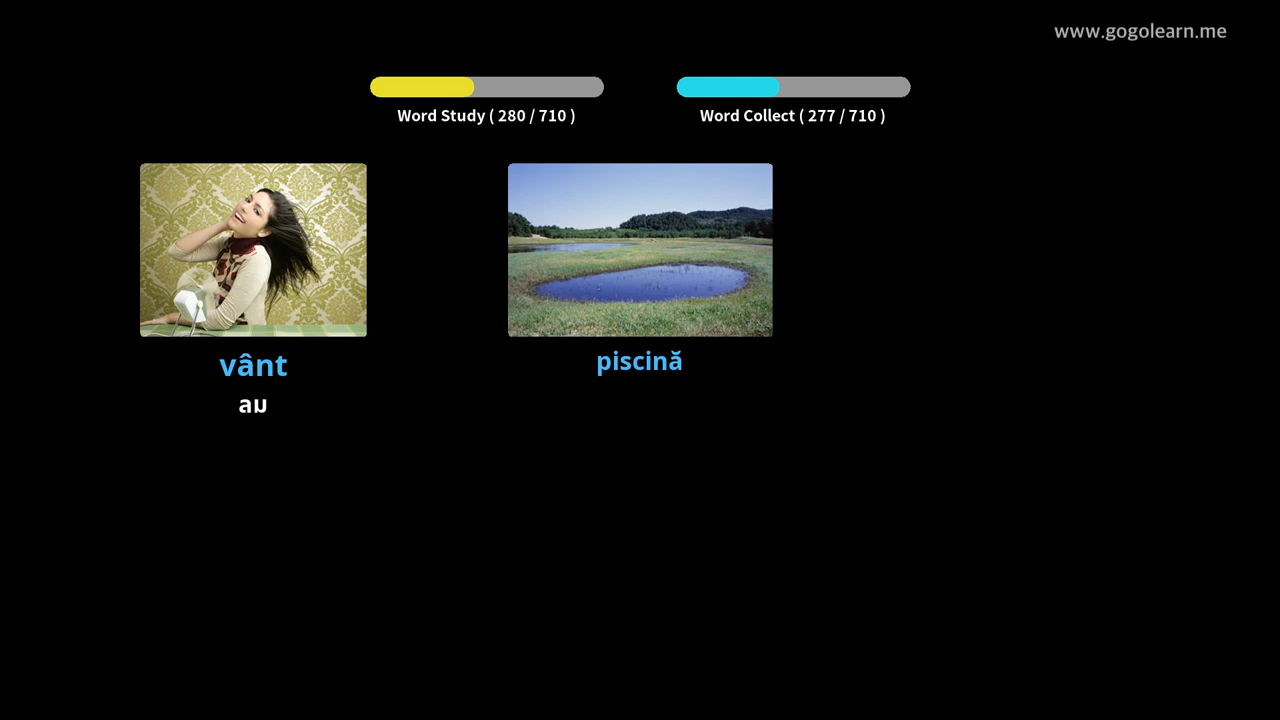 www.gogolearn.me
Word Study ( 280 / 710 )
Word Collect ( 277 / 710 )
vânt
ลม
piscină